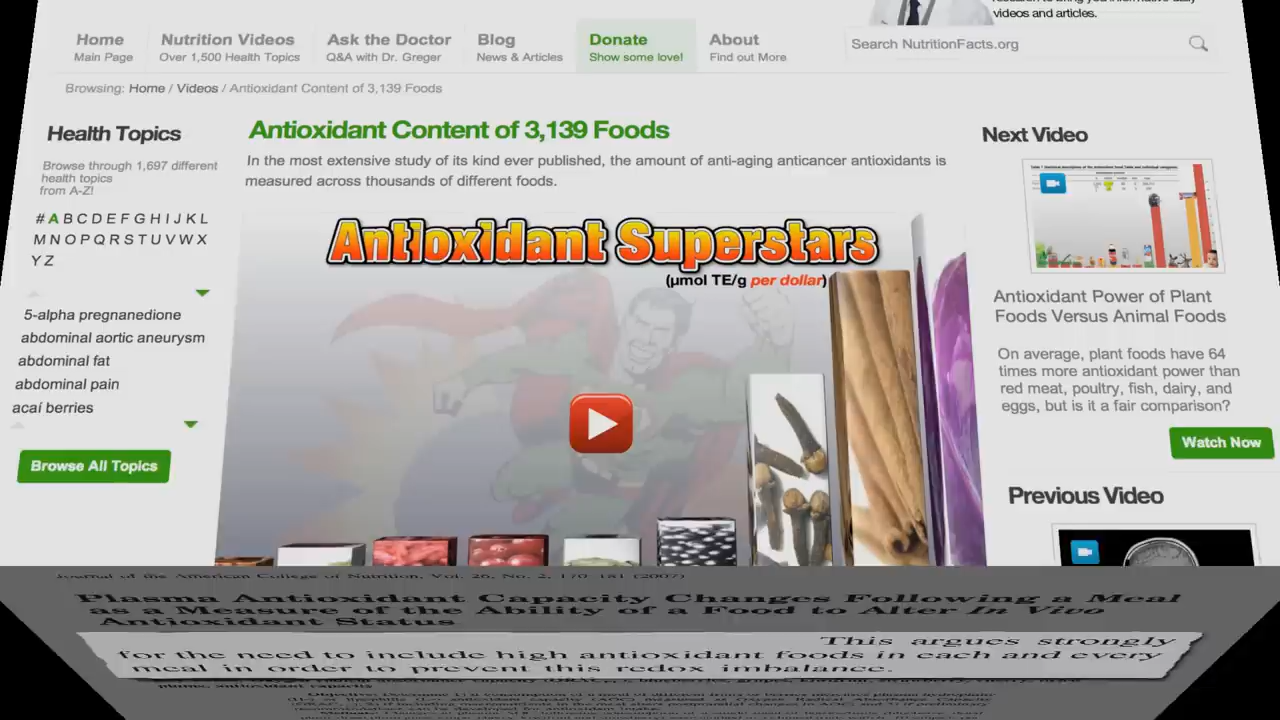 research to bring you informative daily
videos and articles.
Home
Main Page
Nutrition Videos
Over 1,500 Health Topics
Ask the Doctor
Q&A with Dr. Greger
Blog
News & Articles
Donate
Show some love!
About
Find out More
Search NutritionFacts.org
Browsing: Home / Videos / Antioxidant Content of 3,139 Foods
Health Topics
Browse through 1,697 different
health topics
from A-Z!
# A B C D E F G H I J K L
M N O P Q R S T U V W X
Y Z
5-alpha pregnanedione
abdominal aortic aneurysm
abdominal fat
abdominal pain
acaí berries
Browse All Topics
Antioxidant Content of 3,139 Foods
In the most extensive study of its kind ever published, the amount of anti-aging anticancer antioxidants is
measured across thousands of different foods.
Antioxidant Superstars
(µmol TE/g per dollar)
Next Video
Antioxidant Power of Plant
Foods Versus Animal Foods
On average, plant foods have 64
times more antioxidant power than
red meat, poultry, fish, dairy, and
eggs, but is it a fair comparison?
Watch Now
Previous Video
Journal of the American College of Nutrition, Vol. 26, No. 2, 170–181 (2007)
Plasma Antioxidant Capacity Changes Following a Meal
as a Measure of the Ability of a Food to Alter In Vivo
Antioxidant Status
This argues strongly
for the need to include high antioxidant foods in each and every
meal in order to prevent this redox imbalance.
plums, antioxidant capacity